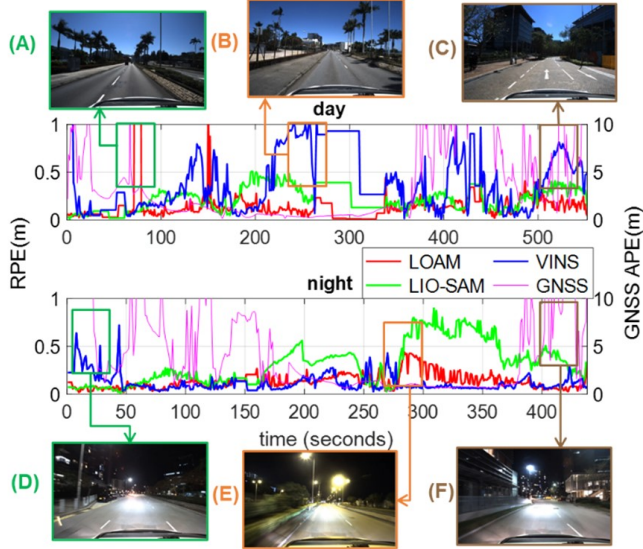 (A)
(B)
(C)
day
1
0.5
0
10
5
0
0 100 200 300 400 500
RPE(m)
GNSS APE(m)
LOAM VINS
LIO-SAM GNSS
night
1
0.5
0
10
5
0
0 50 100 150 200 250 300 350 400
time (seconds)
(D)
(E)
(F)